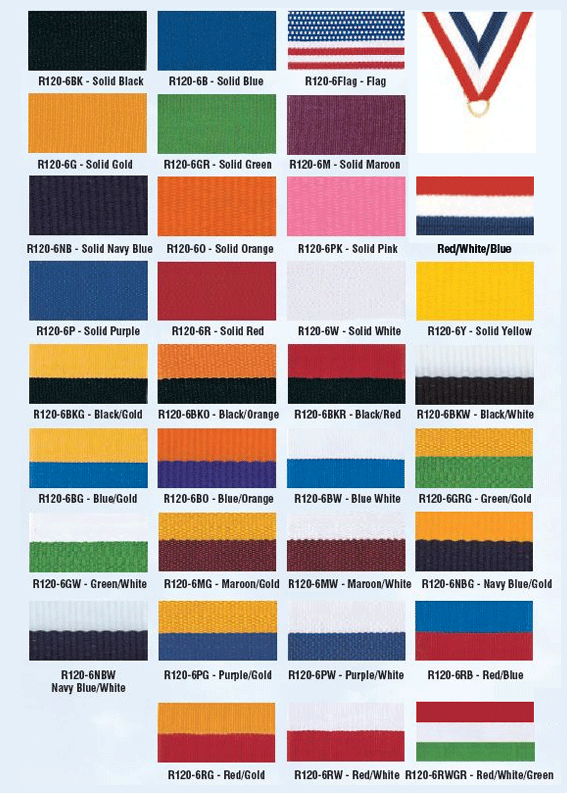 R120-6BK - Solid Black
R120-6B - Solid Blue
R120-6Flag - Flag
R120-6G - Solid Gold
R120-6GR - Solid Green
R120-6M - Solid Maroon
R120-6NB - Solid Navy Blue
R120-6O - Solid Orange
R120-6PK - Solid Pink
Red/White/Blue
R120-6P - Solid Purple
R120-6R - Solid Red
R120-6W - Solid White
R120-6Y - Solid Yellow
R120-6BKG - Black/Gold
R120-6BKO - Black/Orange
R120-6BKR - Black/Red
R120-6BKW - Black/White
R120-6BG - Blue/Gold
R120-6BO - Blue/Orange
R120-6BW - Blue White
R120-6GRG - Green/Gold
R120-6GW - Green/White
R120-6MG - Maroon/Gold
R120-6MW - Maroon/White
R120-6NBG - Navy Blue/Gold
R120-6NBW
Navy Blue/White
R120-6PG - Purple/Gold
R120-6PW - Purple/White
R120-6RB - Red/Blue
R120-6RG - Red/Gold
R120-6RW - Red/White
R120-6RWGR - Red/White/Green